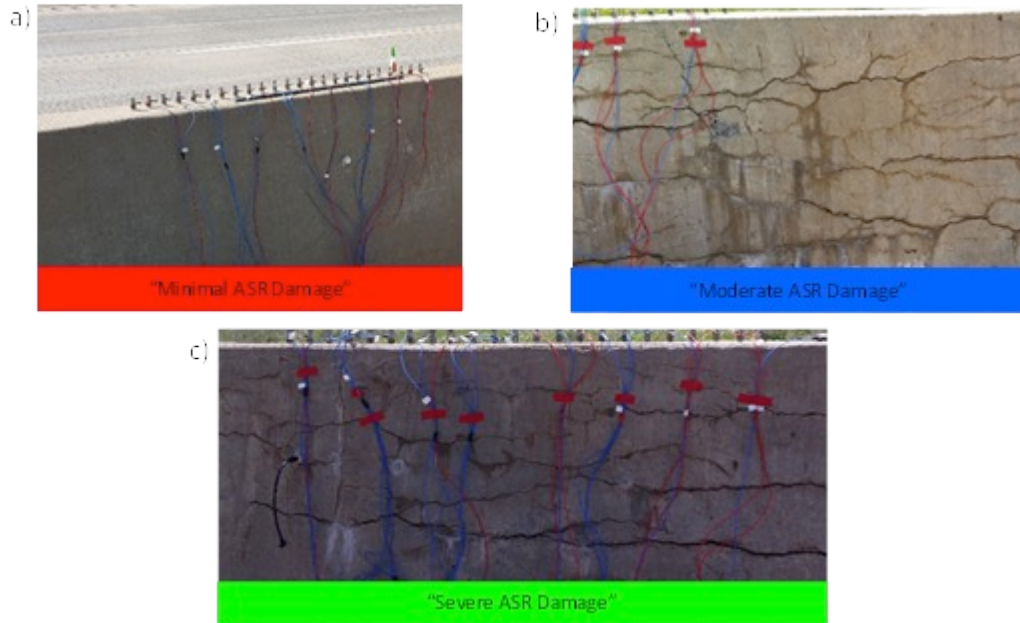 a)
b)
"Minimal ASR Damage"
"Moderate ASR Damage"
c)
"Severe ASR Damage"